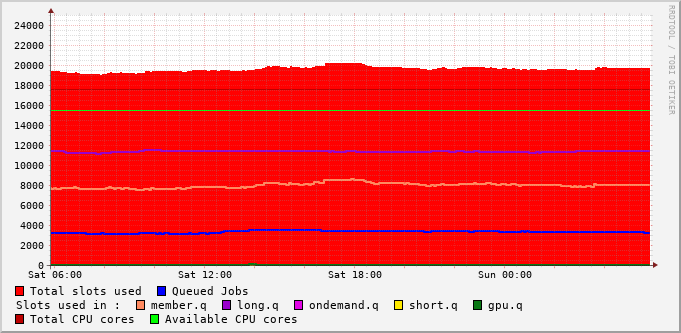 RRDTOOL / TOBI OETIKER
24000
22000
20000
18000
16000
14000
12000
10000
8000
6000
4000
2000
0
Sat 06:00 Sat 12:00 Sat 18:00 Sun 00:00
Total slots used Queued Jobs
Slots used in : member.q long.q ondemand.q short.q gpu.q
Total CPU cores Available CPU cores